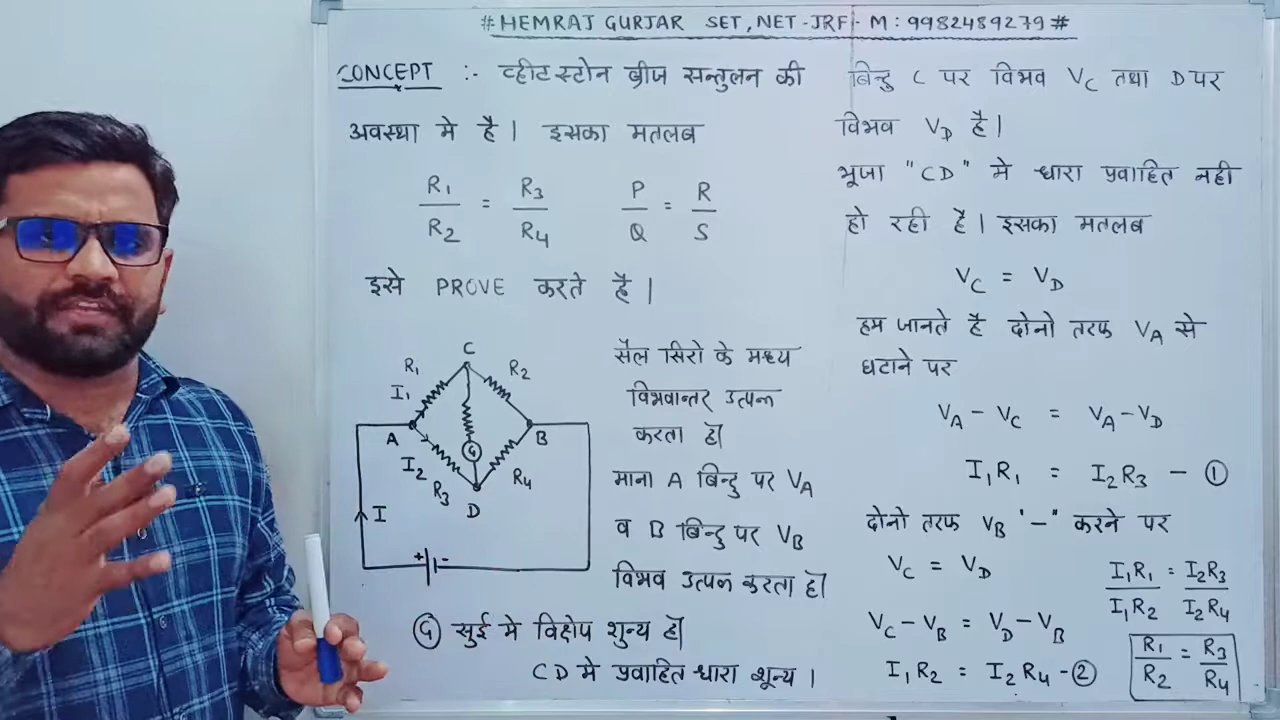 #HEMRAJ GURJAR SET, NET-JRF - M: 9982489279#
CONCEPT :- व्हीटस्टोन ब्रीज सन्तुलन की
अवस्था मे है। इसका मतलब
R1/R2 = R3/R4 P/Q = R/S
इसे PROVE करते है।
C
R1 R2
I1
A B
G
I2
R3 R4
D
I
+ -
सैल सिरो के मध्य
विभवान्तर उत्पन्न
करता है।
माना A बिन्दु पर VA
व B बिन्दु पर VB
विभव उत्पन्न करता है।
G सुई मे विक्षेप शून्य है।
CD मे प्रवाहित धारा शून्य।
बिन्दु C पर विभव VC तथा D पर
विभव VD है।
भूजा "CD" मे धारा प्रवाहित नही
हो रही है। इसका मतलब
VC = VD
हम जानते है दोनो तरफ VA से
घटाने पर
VA - VC = VA - VD
I1R1 = I2R3 - ①
दोनो तरफ VB "-" करने पर
VC = VD
VC - VB = VD - VB
I1R2 = I2R4 - ②
I1R1/I1R2 = I2R3/I2R4
R1/R2 = R3/R4